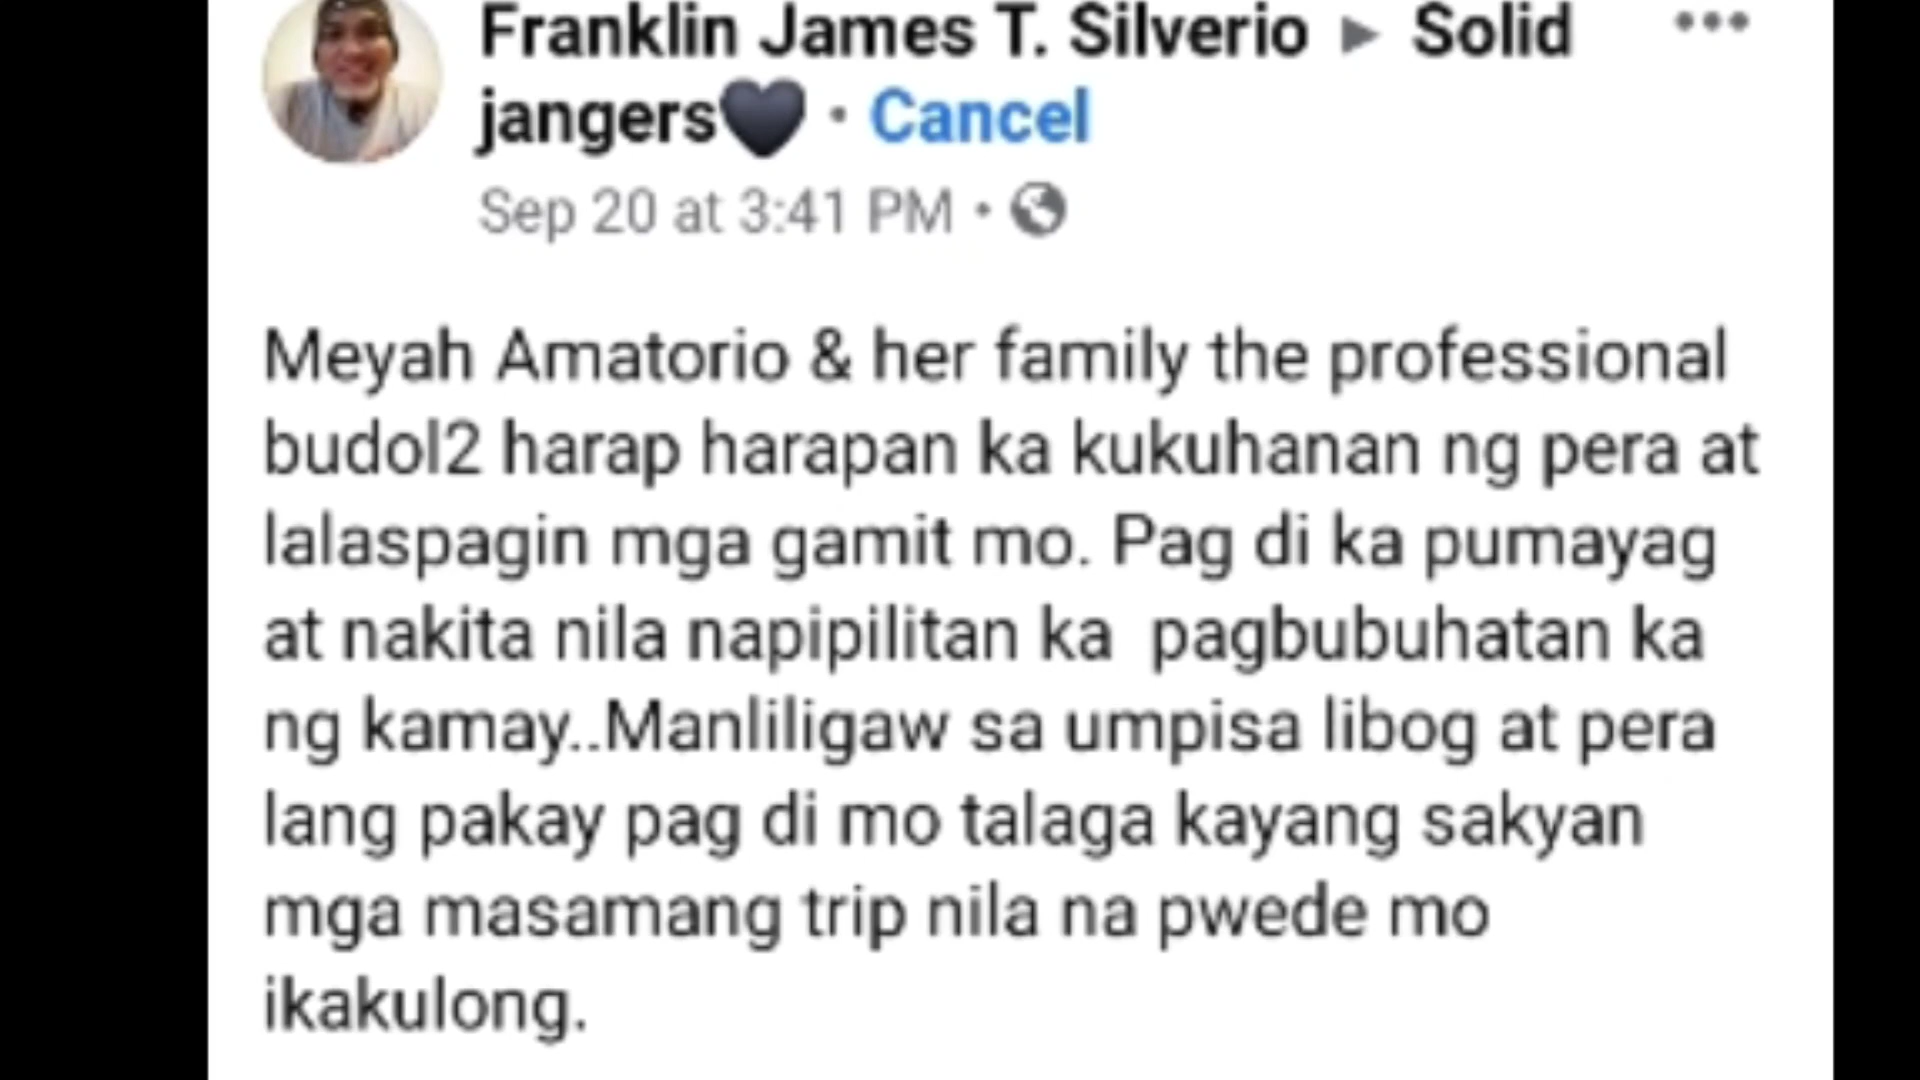 Franklin James T. Silverio ▸ Solid
jangers🖤 · Cancel
Sep 20 at 3:41 PM ·
Meyah Amatorio & her family the professional
budol2 harap harapan ka kukuhanan ng pera at
lalaspagin mga gamit mo. Pag di ka pumayag
at nakita nila napipilitan ka  pagbubuhatan ka
ng kamay..Manliligaw sa umpisa libog at pera
lang pakay pag di mo talaga kayang sakyan
mga masamang trip nila na pwede mo
ikakulong.